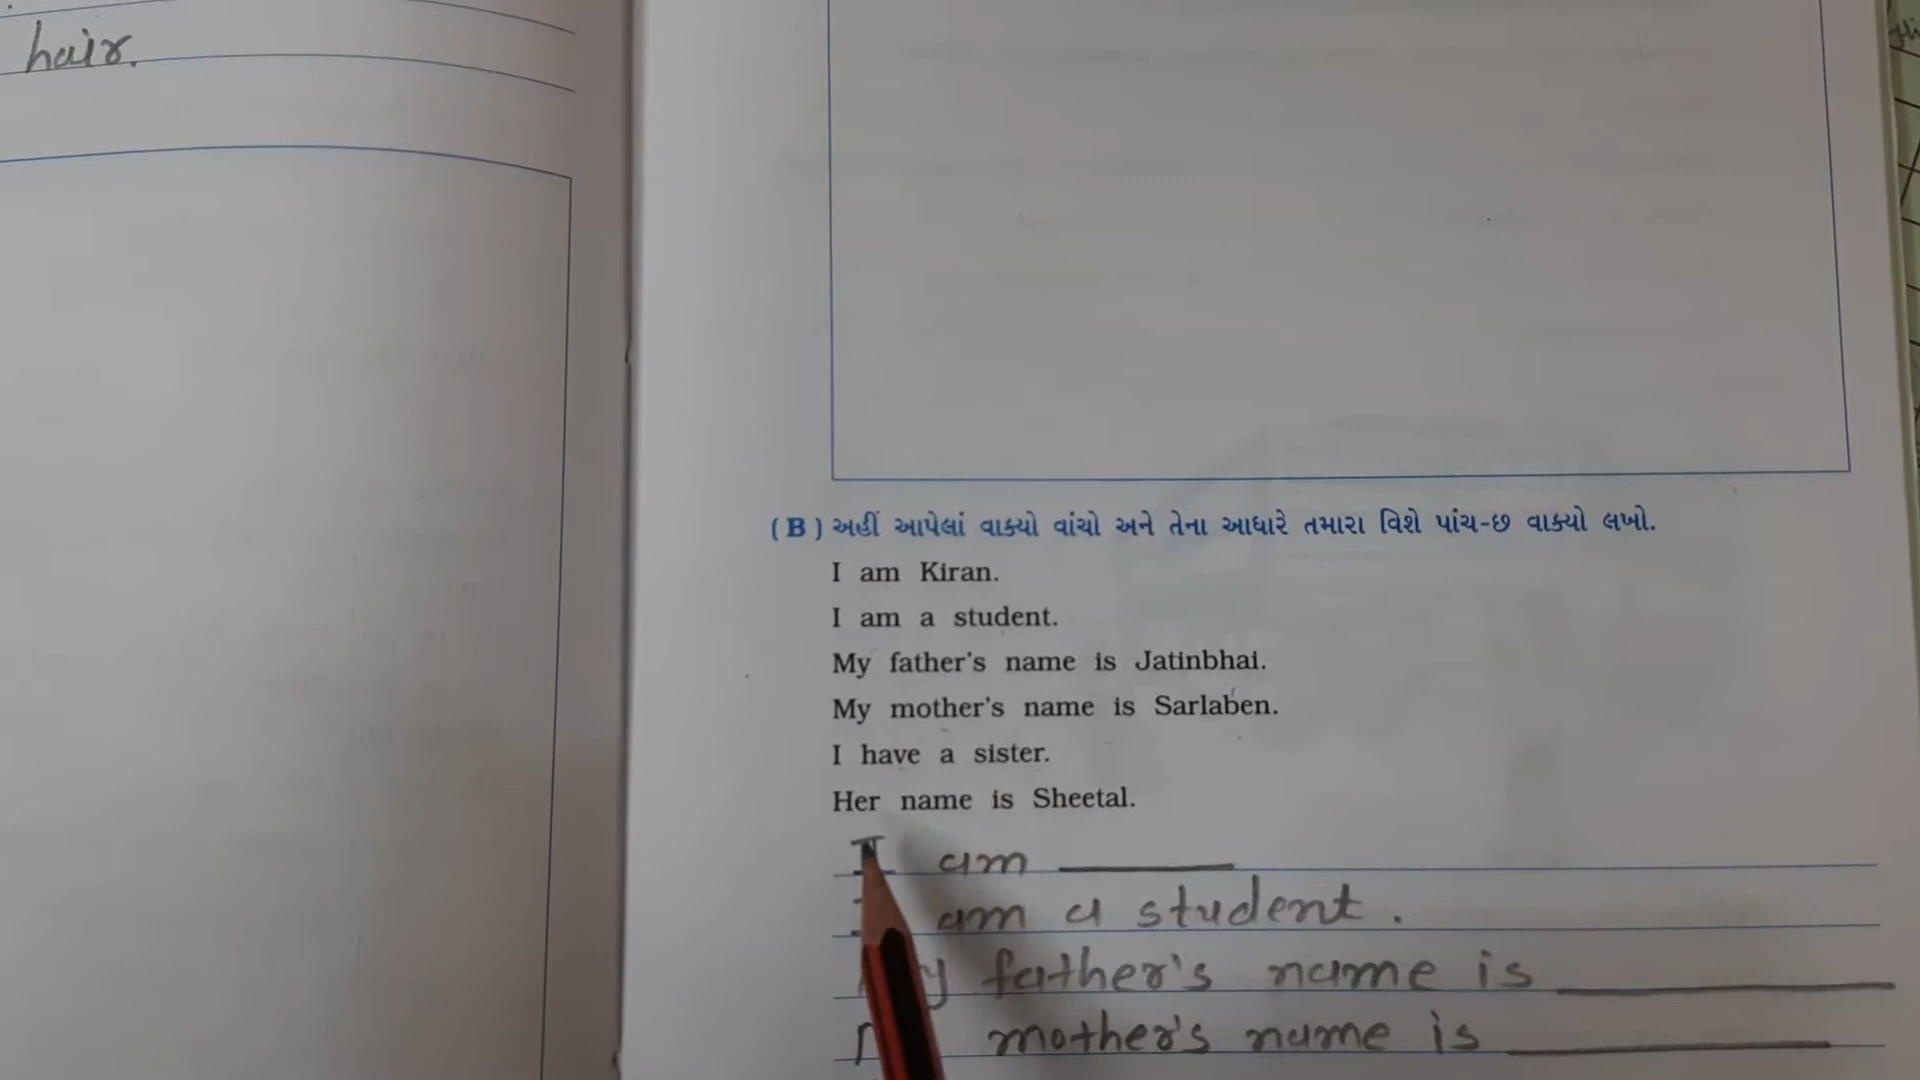 hair.
( B ) અહીં આપેલાં વાક્યો વાંચો અને તેના આધારે તમારા વિશે પાંચ-છ વાક્યો લખો.
I am Kiran.
I am a student.
My father's name is Jatinbhai.
My mother's name is Sarlaben.
I have a sister.
Her name is Sheetal.
I am
am a student.
father's name is
mother's name is